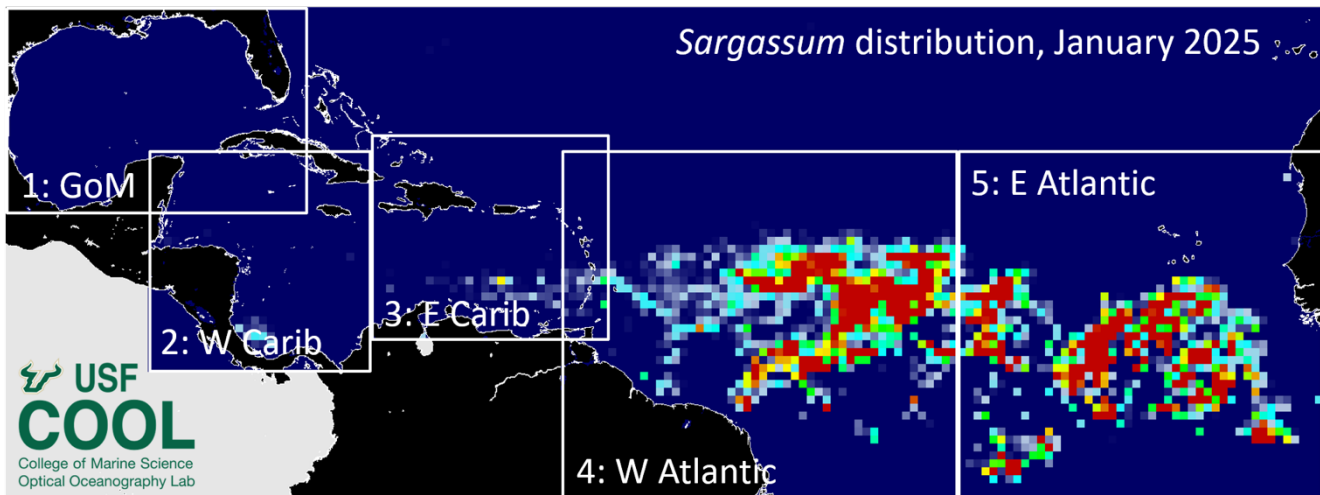 Sargassum distribution, January 2025
1: GoM
5: E Atlantic
3: E Carib
2: W Carib
4: W Atlantic
USF
COOL
College of Marine Science
Optical Oceanography Lab